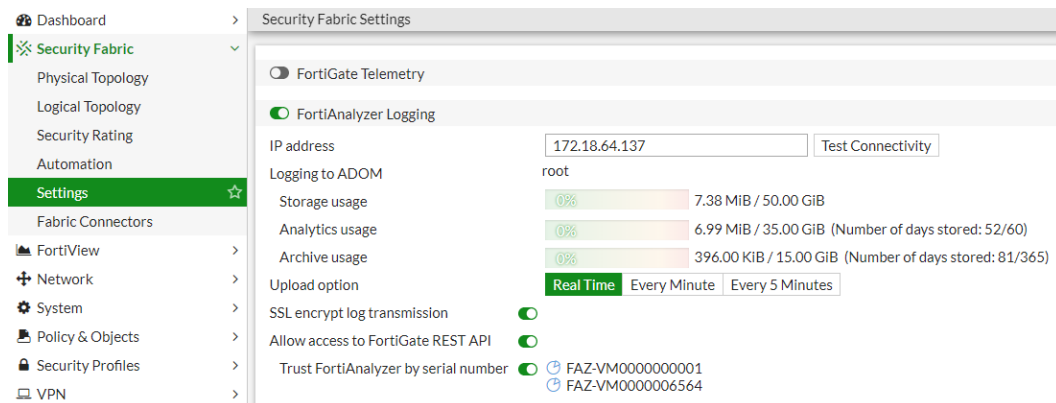 Dashboard
Security Fabric
Physical Topology
Logical Topology
Security Rating
Automation
Settings
Fabric Connectors
FortiView
Network
System
Policy & Objects
Security Profiles
VPN
Security Fabric Settings
FortiGate Telemetry
FortiAnalyzer Logging
IP address 172.18.64.137 Test Connectivity
Logging to ADOM root
Storage usage 0% 7.38 MiB / 50.00 GiB
Analytics usage 0% 6.99 MiB / 35.00 GiB (Number of days stored: 52/60)
Archive usage 0% 396.00 KiB / 15.00 GiB (Number of days stored: 81/365)
Upload option Real Time Every Minute Every 5 Minutes
SSL encrypt log transmission
Allow access to FortiGate REST API
Trust FortiAnalyzer by serial number FAZ-VM0000000001
FAZ-VM0000006564